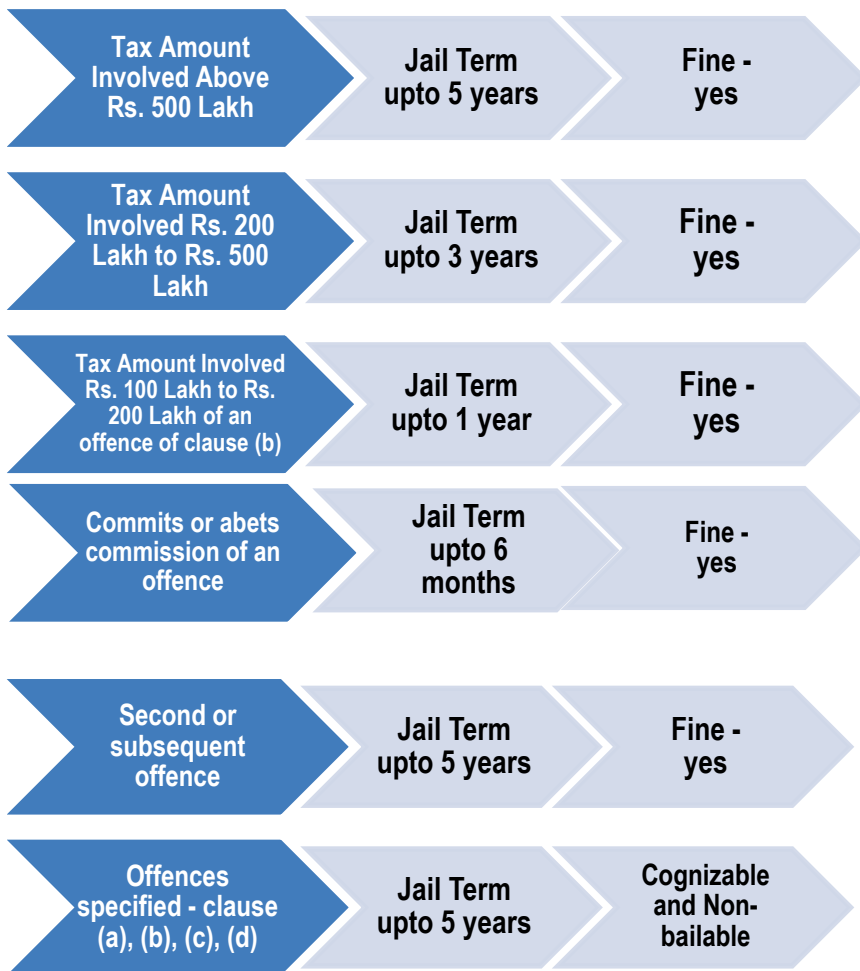 Tax Amount
Involved Above
Rs. 500 Lakh
Jail Term
upto 5 years
Fine -
yes
Tax Amount
Involved Rs. 200
Lakh to Rs. 500
Lakh
Jail Term
upto 3 years
Fine -
yes
Tax Amount Involved
Rs. 100 Lakh to Rs.
200 Lakh of an
offence of clause (b)
Jail Term
upto 1 year
Fine -
yes
Commits or abets
commission of an
offence
Jail Term
upto 6
months
Fine -
yes
Second or
subsequent
offence
Jail Term
upto 5 years
Fine -
yes
Offences
specified - clause
(a), (b), (c), (d)
Jail Term
upto 5 years
Cognizable
and Non-
bailable